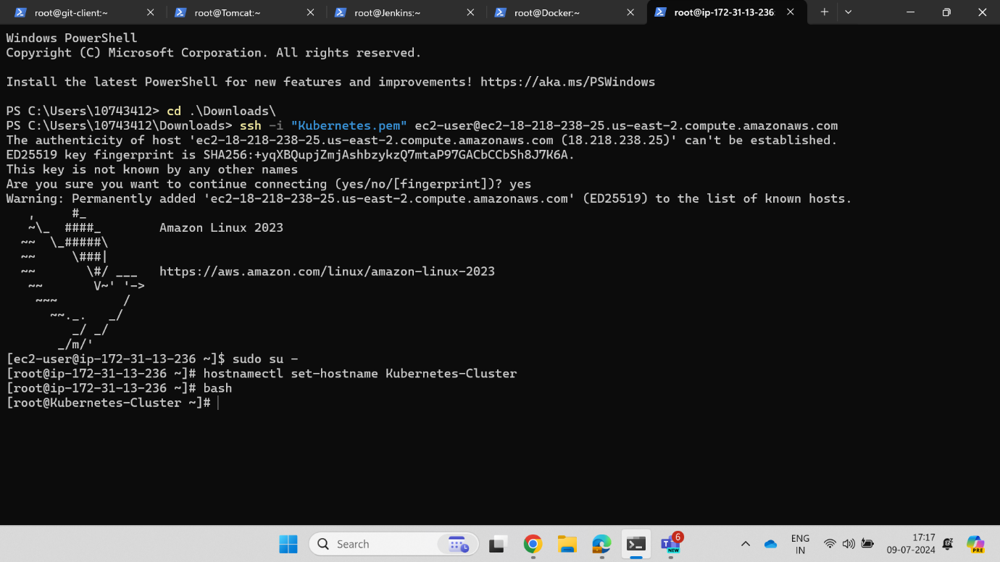 root@git-client:~ root@Tomcat:~ root@Jenkins:~ root@Docker:~ root@ip-172-31-13-236
Windows PowerShell
Copyright (C) Microsoft Corporation. All rights reserved.
Install the latest PowerShell for new features and improvements! https://aka.ms/PSWindows
PS C:\Users\10743412> cd .\Downloads\
PS C:\Users\10743412\Downloads> ssh -i "Kubernetes.pem" ec2-user@ec2-18-218-238-25.us-east-2.compute.amazonaws.com
The authenticity of host 'ec2-18-218-238-25.us-east-2.compute.amazonaws.com (18.218.238.25)' can't be established.
ED25519 key fingerprint is SHA256:+yqXBQupjZmjAshbzykzQ7mtaP97GACbCCbSh8J7K6A.
This key is not known by any other names
Are you sure you want to continue connecting (yes/no/[fingerprint])? yes
Warning: Permanently added 'ec2-18-218-238-25.us-east-2.compute.amazonaws.com' (ED25519) to the list of known hosts.
   ,     #_
   ~\_  ####_        Amazon Linux 2023
  ~~  \_#####\
  ~~     \###|
  ~~       \#/ ___   https://aws.amazon.com/linux/amazon-linux-2023
   ~~       V~' '->
    ~~~         /
      ~~._.   _/
         _/ _/
       _/m/'
[ec2-user@ip-172-31-13-236 ~]$ sudo su -
[root@ip-172-31-13-236 ~]# hostnamectl set-hostname Kubernetes-Cluster
[root@ip-172-31-13-236 ~]# bash
[root@Kubernetes-Cluster ~]#
Search
6
NEW
ENG
IN
17:17
09-07-2024
PRE